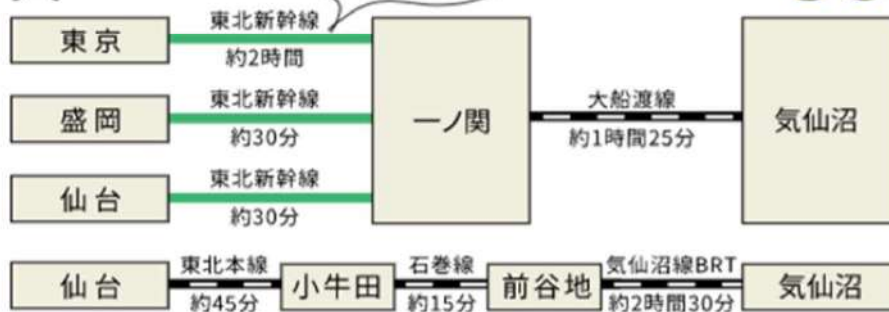 東京
東北新幹線
約2時間
盛岡
東北新幹線
約30分
仙台
東北新幹線
約30分
一ノ関
大船渡線
約1時間25分
気仙沼
仙台
東北本線
約45分
小牛田
石巻線
約15分
前谷地
気仙沼線BRT
約2時間30分
気仙沼